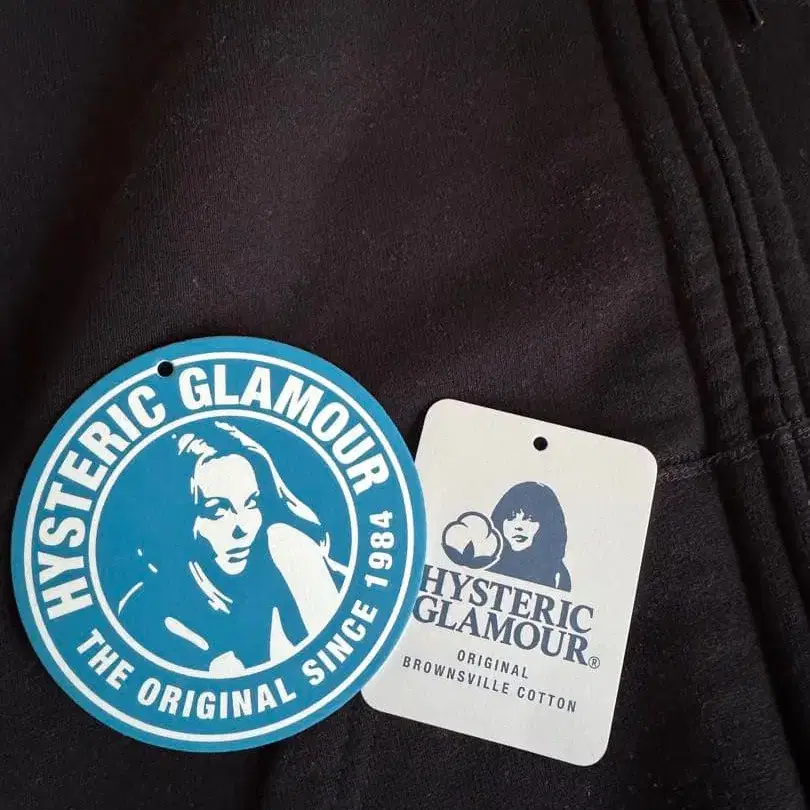 HYSTERIC GLAMOUR
THE ORIGINAL SINCE 1984
HYSTERIC
GLAMOUR®
ORIGINAL
BROWNSVILLE COTTON